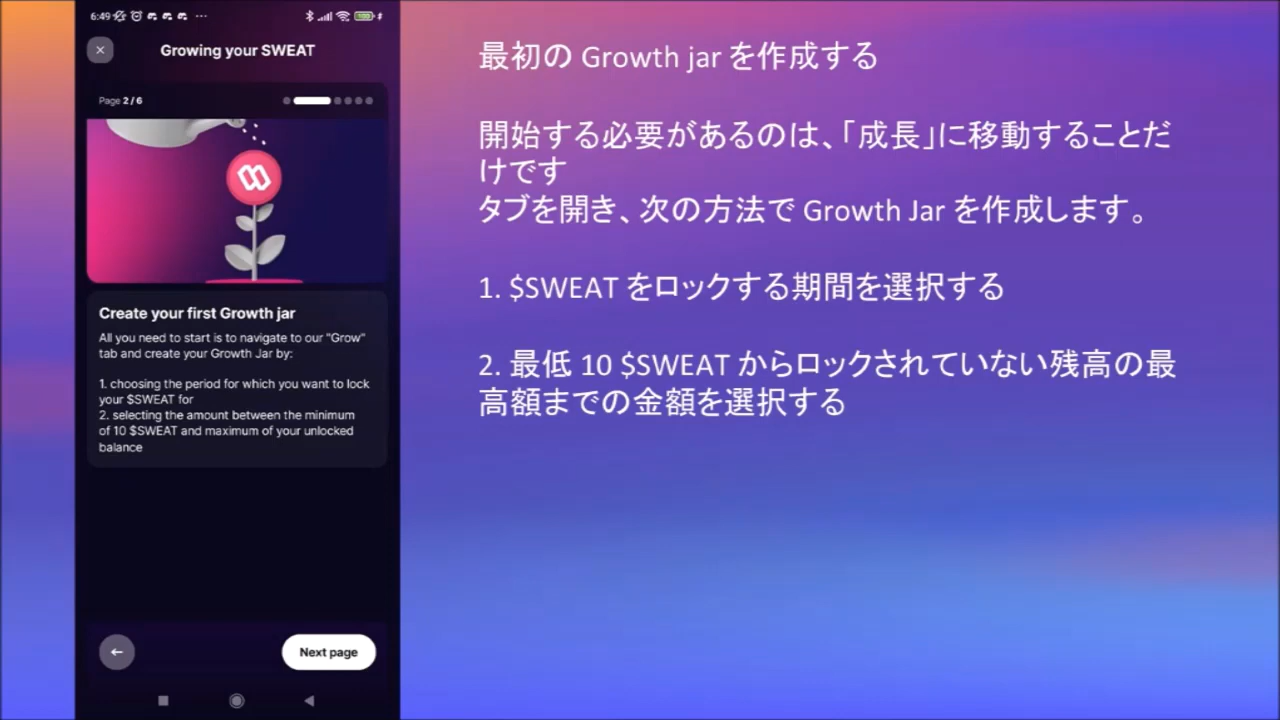 6:49
Growing your SWEAT
Page 2/6
Create your first Growth jar
All you need to start is to navigate to our "Grow"
tab and create your Growth Jar by:
1. choosing the period for which you want to lock
your $SWEAT for
2. selecting the amount between the minimum
of 10 $SWEAT and maximum of your unlocked
balance
Next page
最初の Growth jar を作成する
開始する必要があるのは、「成長」に移動することだ
けです
タブを開き、次の方法で Growth Jar を作成します。
1. $SWEAT をロックする期間を選択する
2. 最低 10 $SWEAT からロックされていない残高の最
高額までの金額を選択する